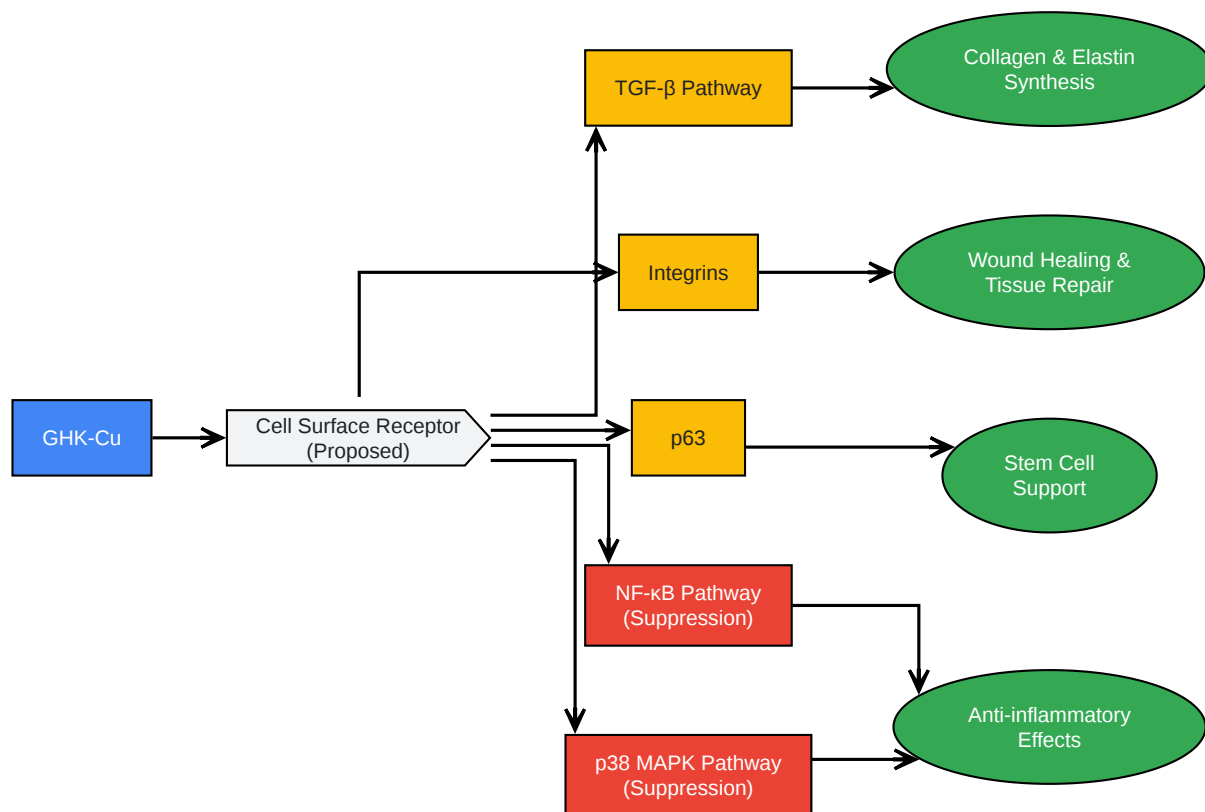 TGF-β Pathway
Collagen & Elastin
Synthesis
Integrins
Wound Healing &
Tissue Repair
GHK-Cu
Cell Surface Receptor
(Proposed)
p63
Stem Cell
Support
NF-κB Pathway
(Suppression)
Anti-inflammatory
Effects
p38 MAPK Pathway
(Suppression)